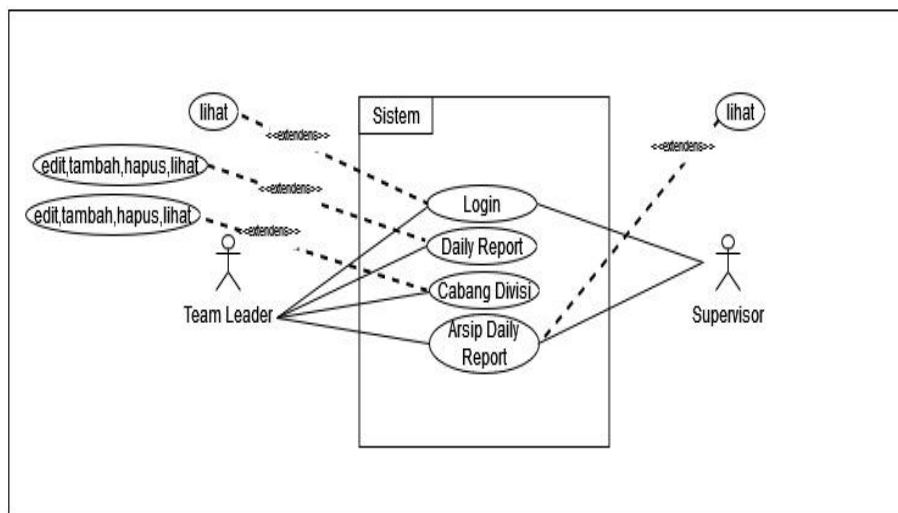 lihat
Sistem
lihat
<<extendens>>
<<extendens>>
edit,tambah,hapus,lihat
<<extendens>>
Login
edit,tambah,hapus,lihat
<<extendens>>
Daily Report
Cabang Divisi
Team Leader
Arsip Daily
Report
Supervisor